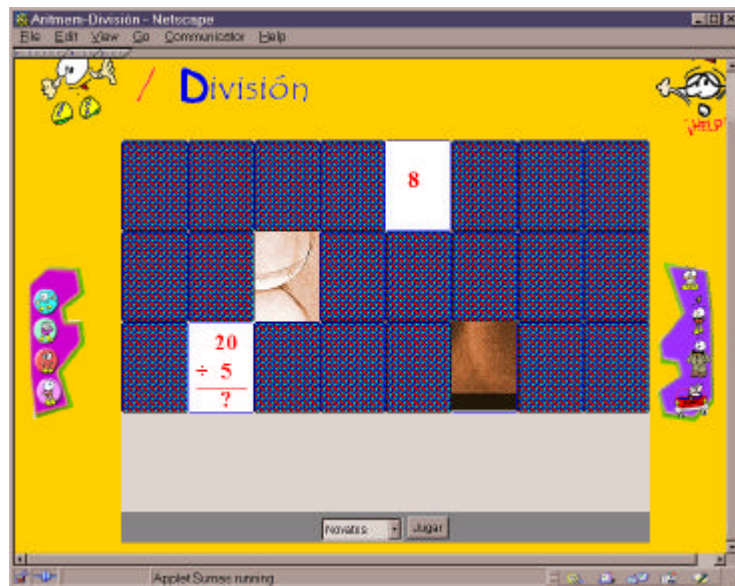 Aritmem-División - Netscape
File Edit View Go Communicator Help
/ División
¡HELP!
8
20
÷ 5
?
Novatos Jugar
Applet Sumas running